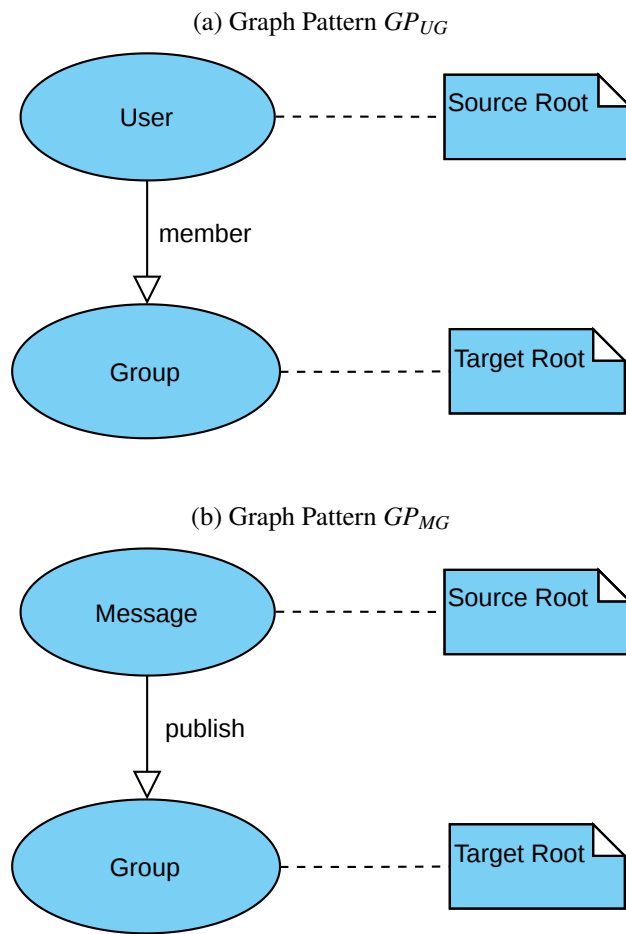 (a) Graph Pattern GP_UG
User
Source Root
member
Group
Target Root
(b) Graph Pattern GP_MG
Message
Source Root
publish
Group
Target Root